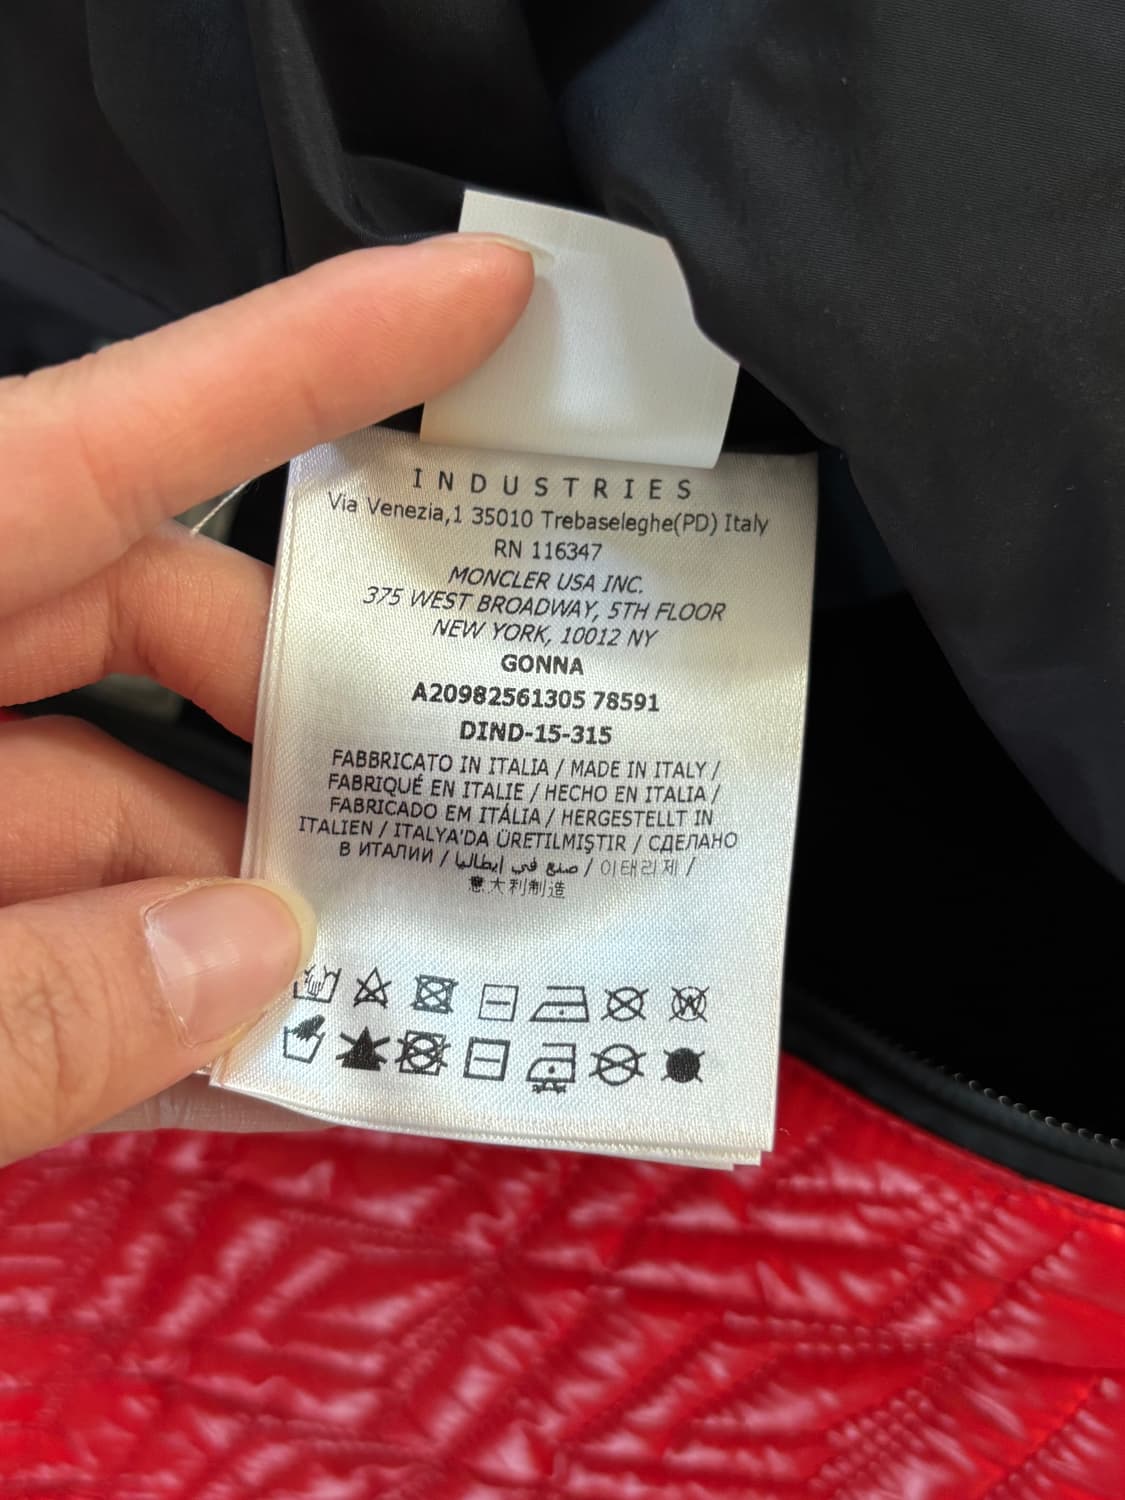 INDUSTRIES
Via Venezia,1 35010 Trebaseleghe(PD) Italy
RN 116347
MONCLER USA INC.
375 WEST BROADWAY, 5TH FLOOR
NEW YORK, 10012 NY
GONNA
A20982561305 78591
DIND-15-315
FABBRICATO IN ITALIA / MADE IN ITALY /
FABRIQUÉ EN ITALIE / HECHO EN ITALIA /
FABRICADO EM ITÁLIA / HERGESTELLT IN
ITALIEN / ITALYA'DA ÜRETILMIŞTIR / СДЕЛАНО
В ИТАЛИИ / صنع في إيطاليا / 이태리제 /
意大利制造
W